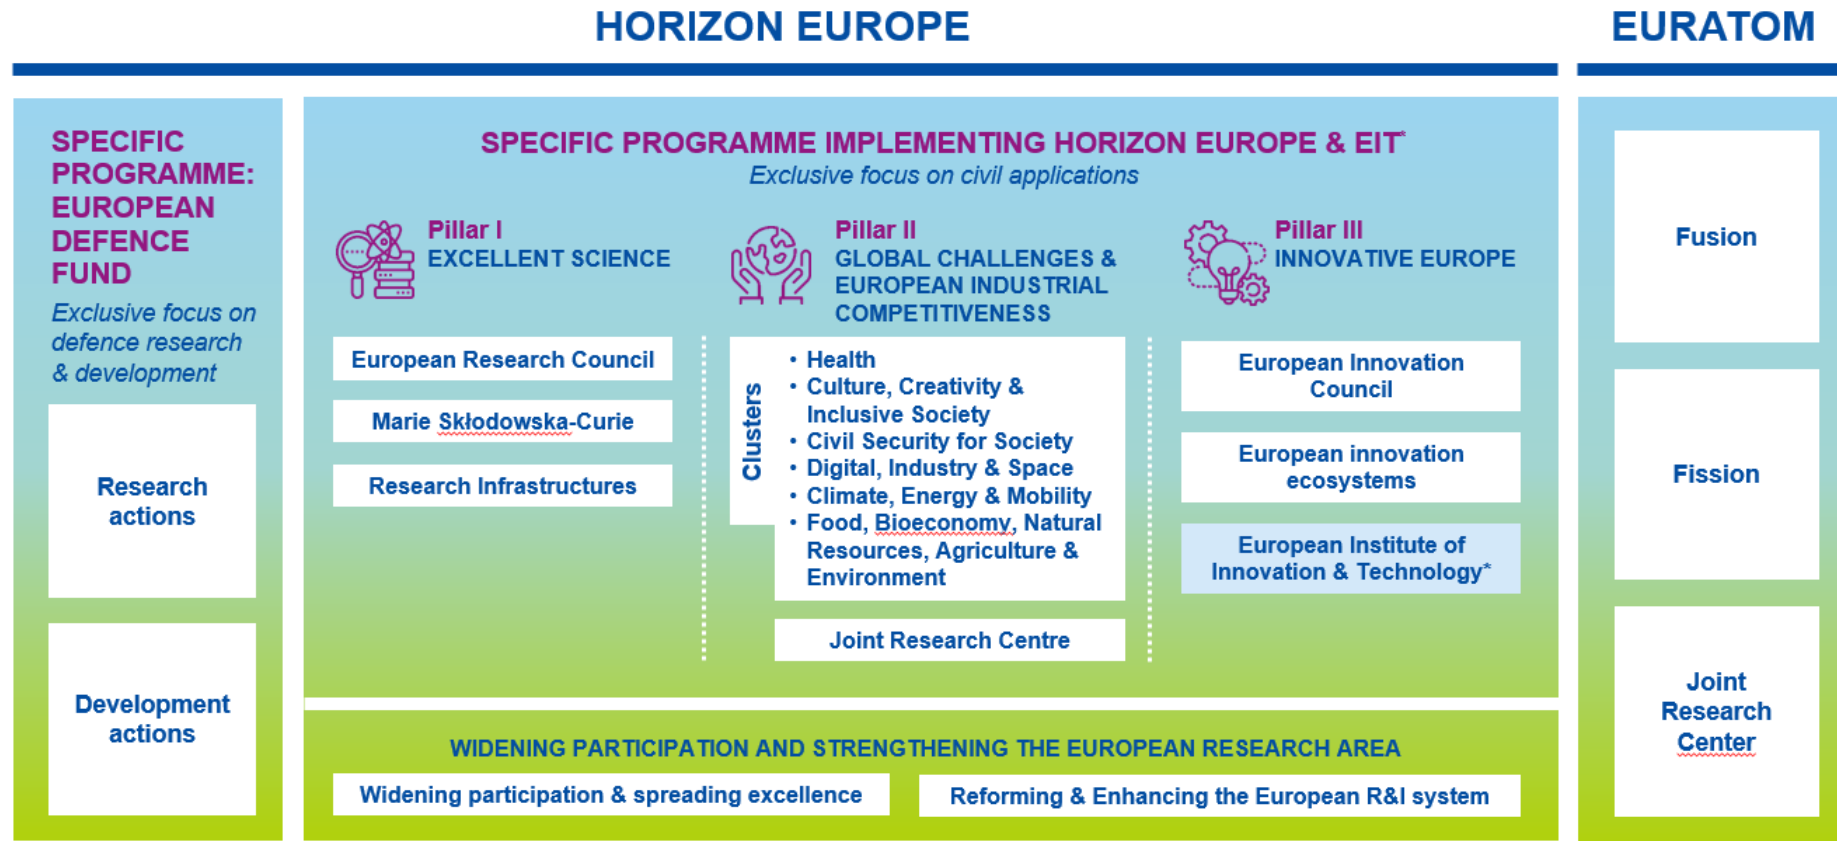 HORIZON EUROPE
EURATOM
SPECIFIC
PROGRAMME:
EUROPEAN
DEFENCE
FUND
Exclusive focus on
defence research
& development
Research
actions
Development
actions
SPECIFIC PROGRAMME IMPLEMENTING HORIZON EUROPE & EIT*
Exclusive focus on civil applications
Pillar I
EXCELLENT SCIENCE
European Research Council
Marie Skłodowska-Curie
Research Infrastructures
Pillar II
GLOBAL CHALLENGES &
EUROPEAN INDUSTRIAL
COMPETITIVENESS
Clusters
• Health
• Culture, Creativity &
Inclusive Society
• Civil Security for Society
• Digital, Industry & Space
• Climate, Energy & Mobility
• Food, Bioeconomy, Natural
Resources, Agriculture &
Environment
Joint Research Centre
Pillar III
INNOVATIVE EUROPE
European Innovation
Council
European innovation
ecosystems
European Institute of
Innovation & Technology*
WIDENING PARTICIPATION AND STRENGTHENING THE EUROPEAN RESEARCH AREA
Widening participation & spreading excellence
Reforming & Enhancing the European R&I system
Fusion
Fission
Joint
Research
Center